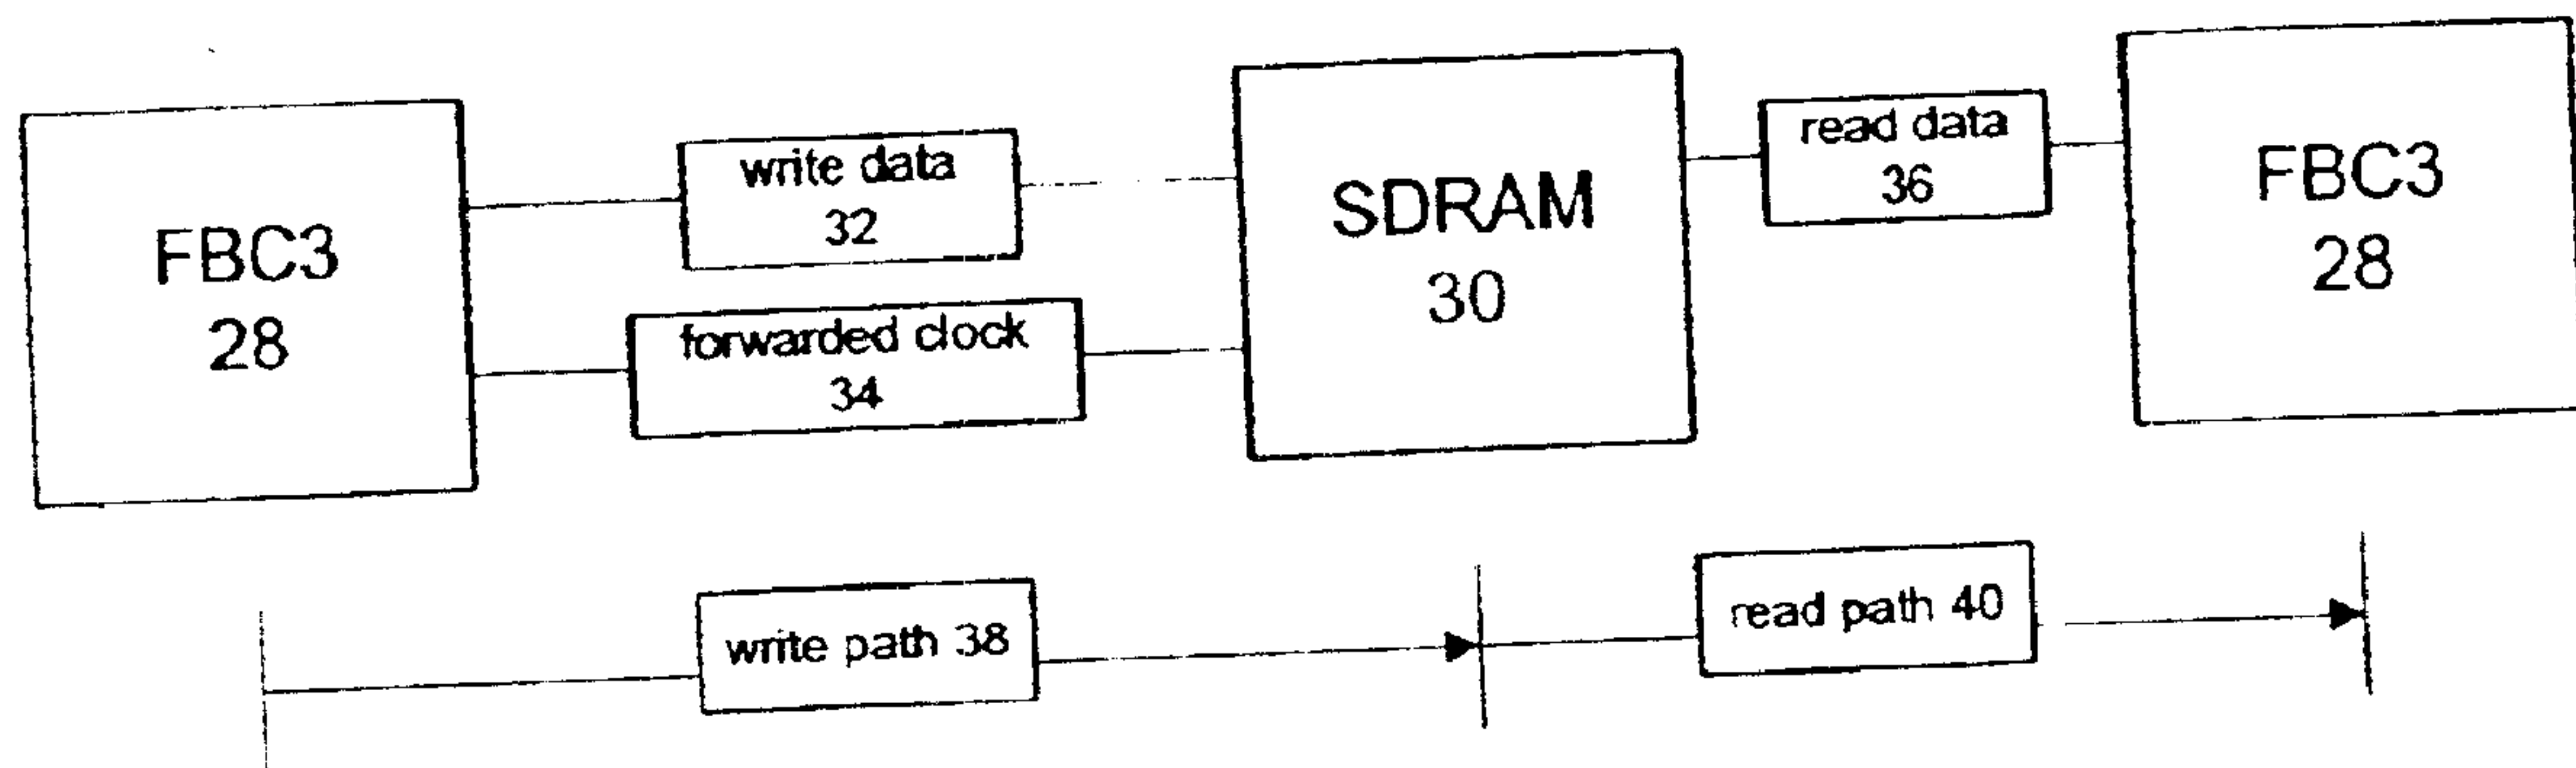 FBC3
28
write data
32
forwarded clock
34
SDRAM
30
read data
36
FBC3
28
write path 38
read path 40